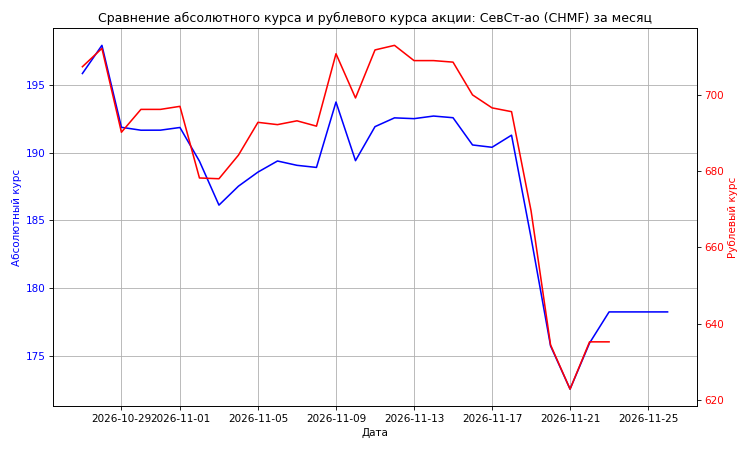 Сравнение абсолютного курса и рублевого курса акции: СевСт-ао (CHMF) за месяц
Абсолютный курс
195
190
185
180
175
Рублевый курс
700
680
660
640
620
2026-10-29 2026-11-01 2026-11-05 2026-11-09 2026-11-13 2026-11-17 2026-11-21 2026-11-25
Дата